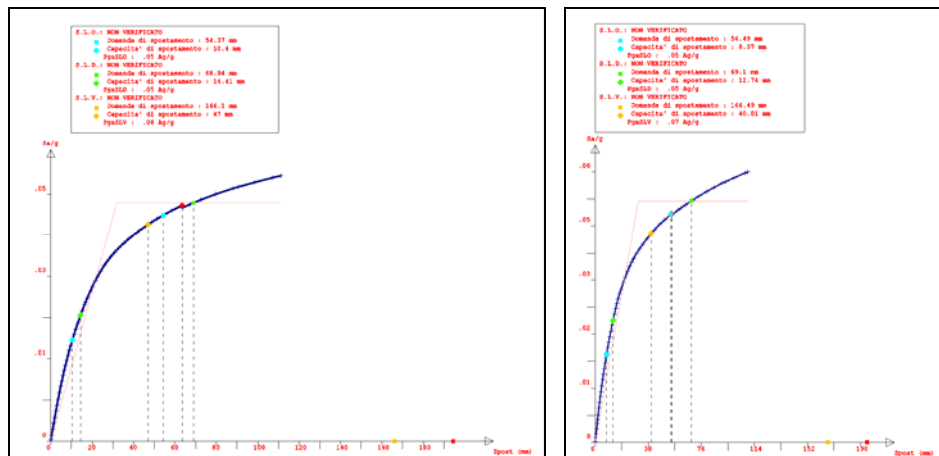 S.L.O.: NON VERIFICATO
Domanda di spostamento : 54.37 mm
Capacita' di spostamento : 10.4 mm
PgaSLO : .05 Ag/g
S.L.D.: NON VERIFICATO
Domanda di spostamento : 68.34 mm
Capacita' di spostamento : 14.41 mm
PgaSLD : .05 Ag/g
S.L.V.: NON VERIFICATO
Domanda di spostamento : 166.1 mm
Capacita' di spostamento : 47 mm
PgaSLV : .08 Ag/g
Sa/g
.05
.03
.01
0
0 20 40 60 80 100 120 140 160 180
Spost (mm)
S.L.O.: NON VERIFICATO
Domanda di spostamento : 54.49 mm
Capacita' di spostamento : 8.07 mm
PgaSLO : .05 Ag/g
S.L.D.: NON VERIFICATO
Domanda di spostamento : 69.1 mm
Capacita' di spostamento : 12.74 mm
PgaSLD : .05 Ag/g
S.L.V.: NON VERIFICATO
Domanda di spostamento : 166.49 mm
Capacita' di spostamento : 40.01 mm
PgaSLV : .07 Ag/g
Sa/g
.06
.05
.03
.02
.01
0
0 38 76 114 152 190
Spost (mm)